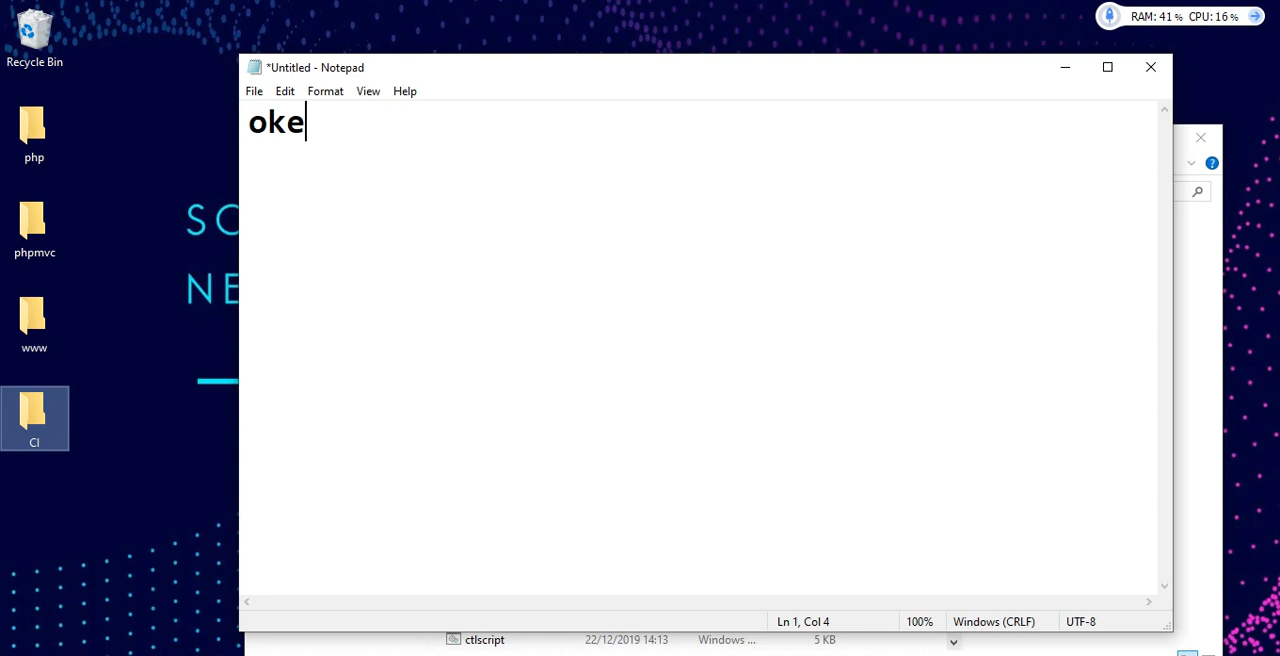 Recycle Bin
php
phpmvc
www
CI
SC
NE
RAM: 41 % CPU: 16 %
*Untitled - Notepad
File Edit Format View Help
oke
Ln 1, Col 4 100% Windows (CRLF) UTF-8
ctlscript 22/12/2019 14:13 Windows ... 5 KB